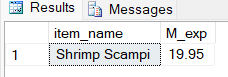 Results Messages
item_name M_exp
1 Shrimp Scampi 19.95